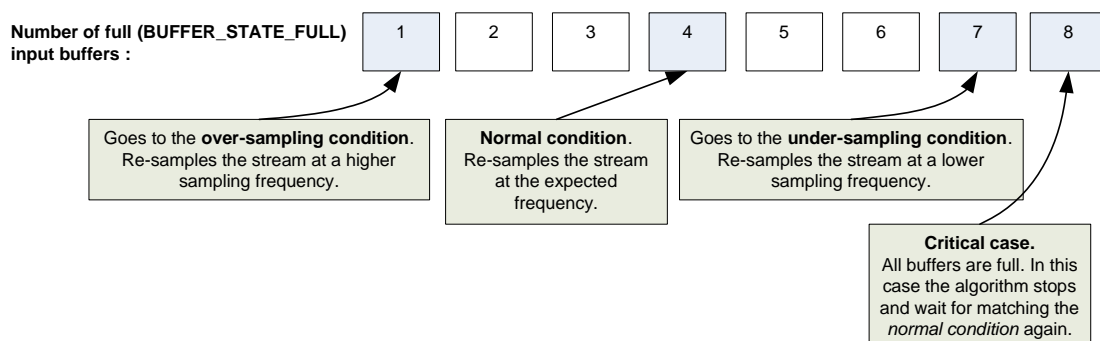 Number of full (BUFFER_STATE_FULL)
input buffers :
1 2 3 4 5 6 7 8
Goes to the over-sampling condition.
Re-samples the stream at a higher
sampling frequency.
Normal condition.
Re-samples the stream
at the expected
frequency.
Goes to the under-sampling condition.
Re-samples the stream at a lower
sampling frequency.
Critical case.
All buffers are full. In this
case the algorithm stops
and wait for matching the
normal condition again.